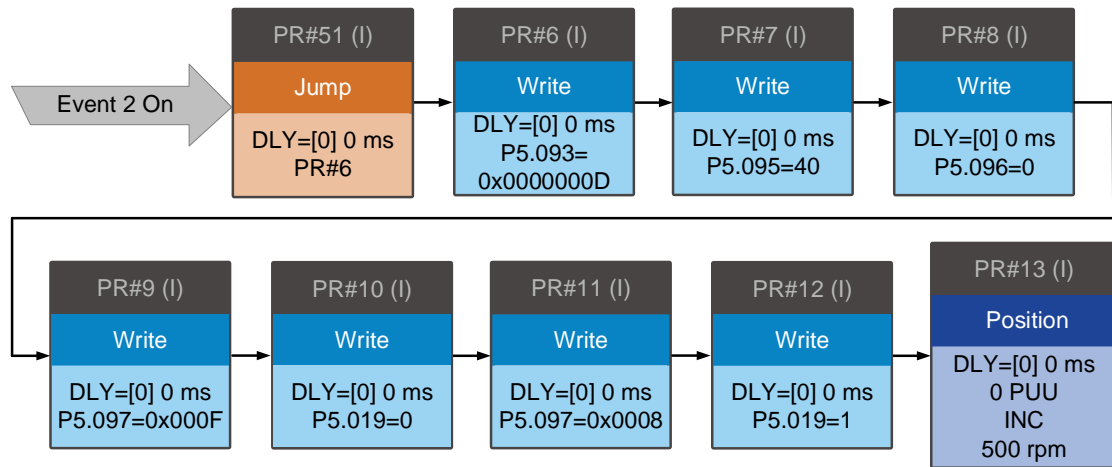 Event 2 On
PR#51 (I)
Jump
DLY=[0] 0 ms
PR#6
PR#6 (I)
Write
DLY=[0] 0 ms
P5.093=
0x0000000D
PR#7 (I)
Write
DLY=[0] 0 ms
P5.095=40
PR#8 (I)
Write
DLY=[0] 0 ms
P5.096=0
PR#9 (I)
Write
DLY=[0] 0 ms
P5.097=0x000F
PR#10 (I)
Write
DLY=[0] 0 ms
P5.019=0
PR#11 (I)
Write
DLY=[0] 0 ms
P5.097=0x0008
PR#12 (I)
Write
DLY=[0] 0 ms
P5.019=1
PR#13 (I)
Position
DLY=[0] 0 ms
0 PUU
INC
500 rpm